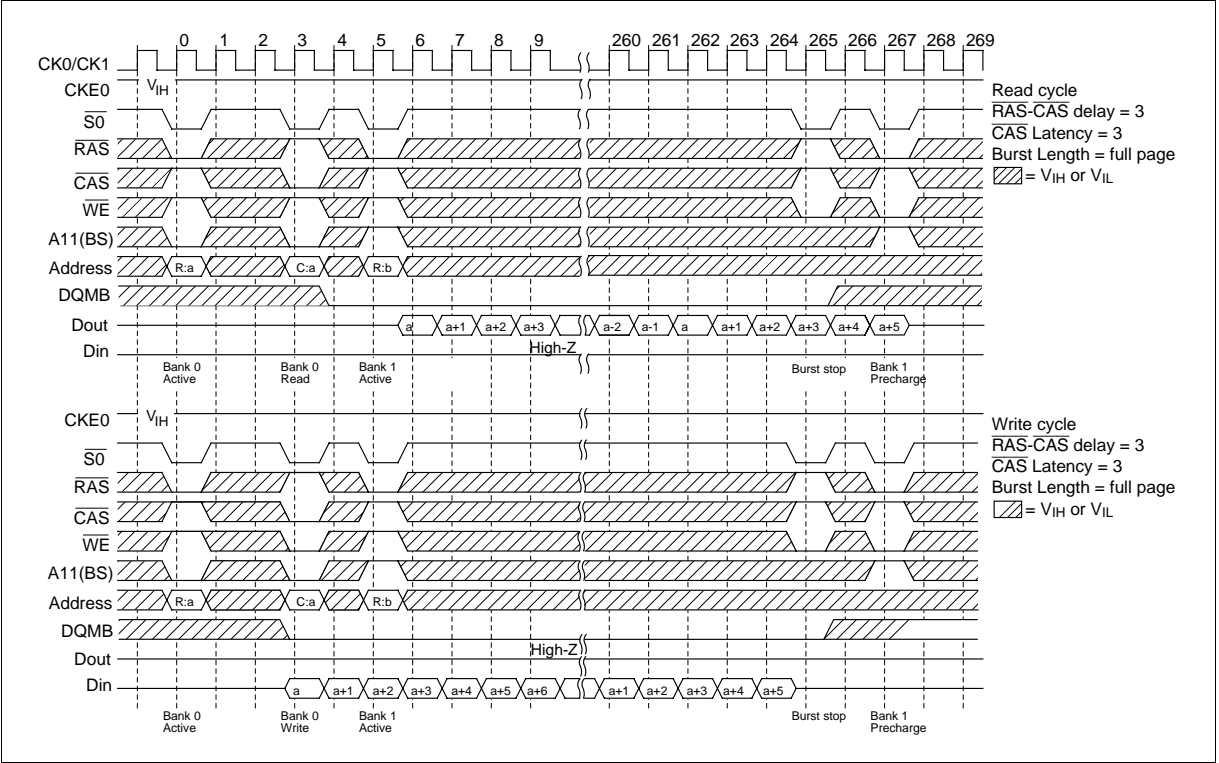 0 1 2 3 4 5 6 7 8 9 260 261 262 263 264 265 266 267 268 269
CK0/CK1
CKE0 VIH
S0
RAS
CAS
WE
A11(BS)
Address R:a C:a R:b
DQMB
Dout a a+1 a+2 a+3 a-2 a-1 a a+1 a+2 a+3 a+4 a+5
High-Z
Din
Bank 0 Active
Bank 0 Read
Bank 1 Active
Burst stop
Bank 1 Precharge
Read cycle
RAS-CAS delay = 3
CAS Latency = 3
Burst Length = full page
= VIH or VIL
CKE0 VIH
S0
RAS
CAS
WE
A11(BS)
Address R:a C:a R:b
DQMB
High-Z
Dout
Din a a+1 a+2 a+3 a+4 a+5 a+6 a+1 a+2 a+3 a+4 a+5
Bank 0 Active
Bank 0 Write
Bank 1 Active
Burst stop
Bank 1 Precharge
Write cycle
RAS-CAS delay = 3
CAS Latency = 3
Burst Length = full page
= VIH or VIL